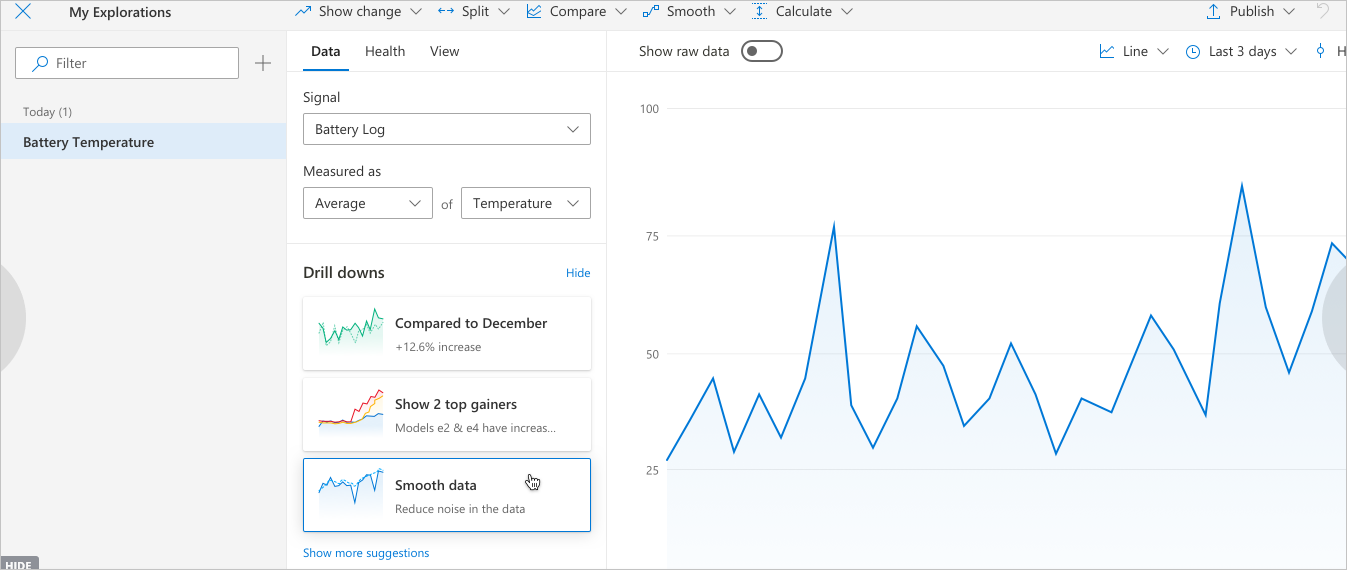 My Explorations
Show change
Split
Compare
Smooth
Calculate
Publish
Filter
Today (1)
Battery Temperature
Data
Health
View
Signal
Battery Log
Measured as
Average
of
Temperature
Drill downs
Hide
Compared to December
+12.6% increase
Show 2 top gainers
Models e2 & e4 have increas...
Smooth data
Reduce noise in the data
Show more suggestions
Show raw data
Line
Last 3 days
H
100
75
50
25
HIDE